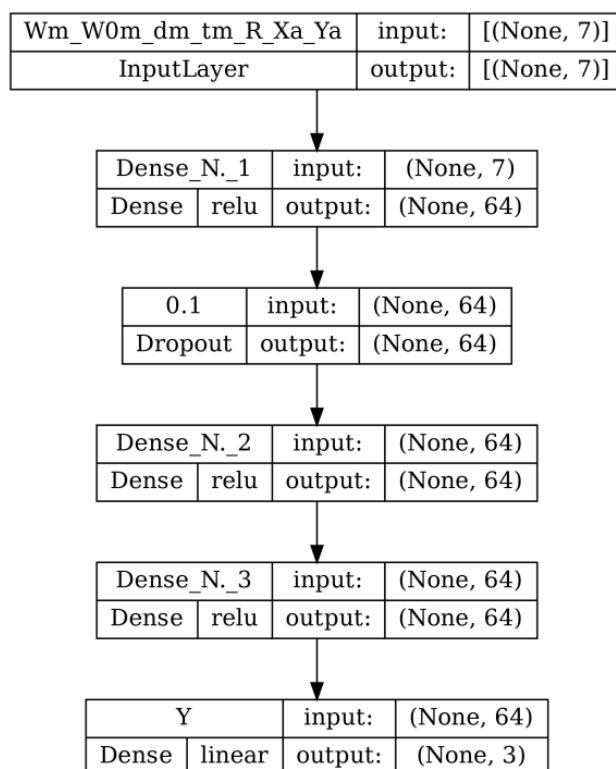 Wm_W0m_dm_tm_R_Xa_Ya input: [(None, 7)]
InputLayer output: [(None, 7)]
Dense_N._1 input: (None, 7)
Dense relu output: (None, 64)
0.1 input: (None, 64)
Dropout output: (None, 64)
Dense_N._2 input: (None, 64)
Dense relu output: (None, 64)
Dense_N._3 input: (None, 64)
Dense relu output: (None, 64)
Y input: (None, 64)
Dense linear output: (None, 3)